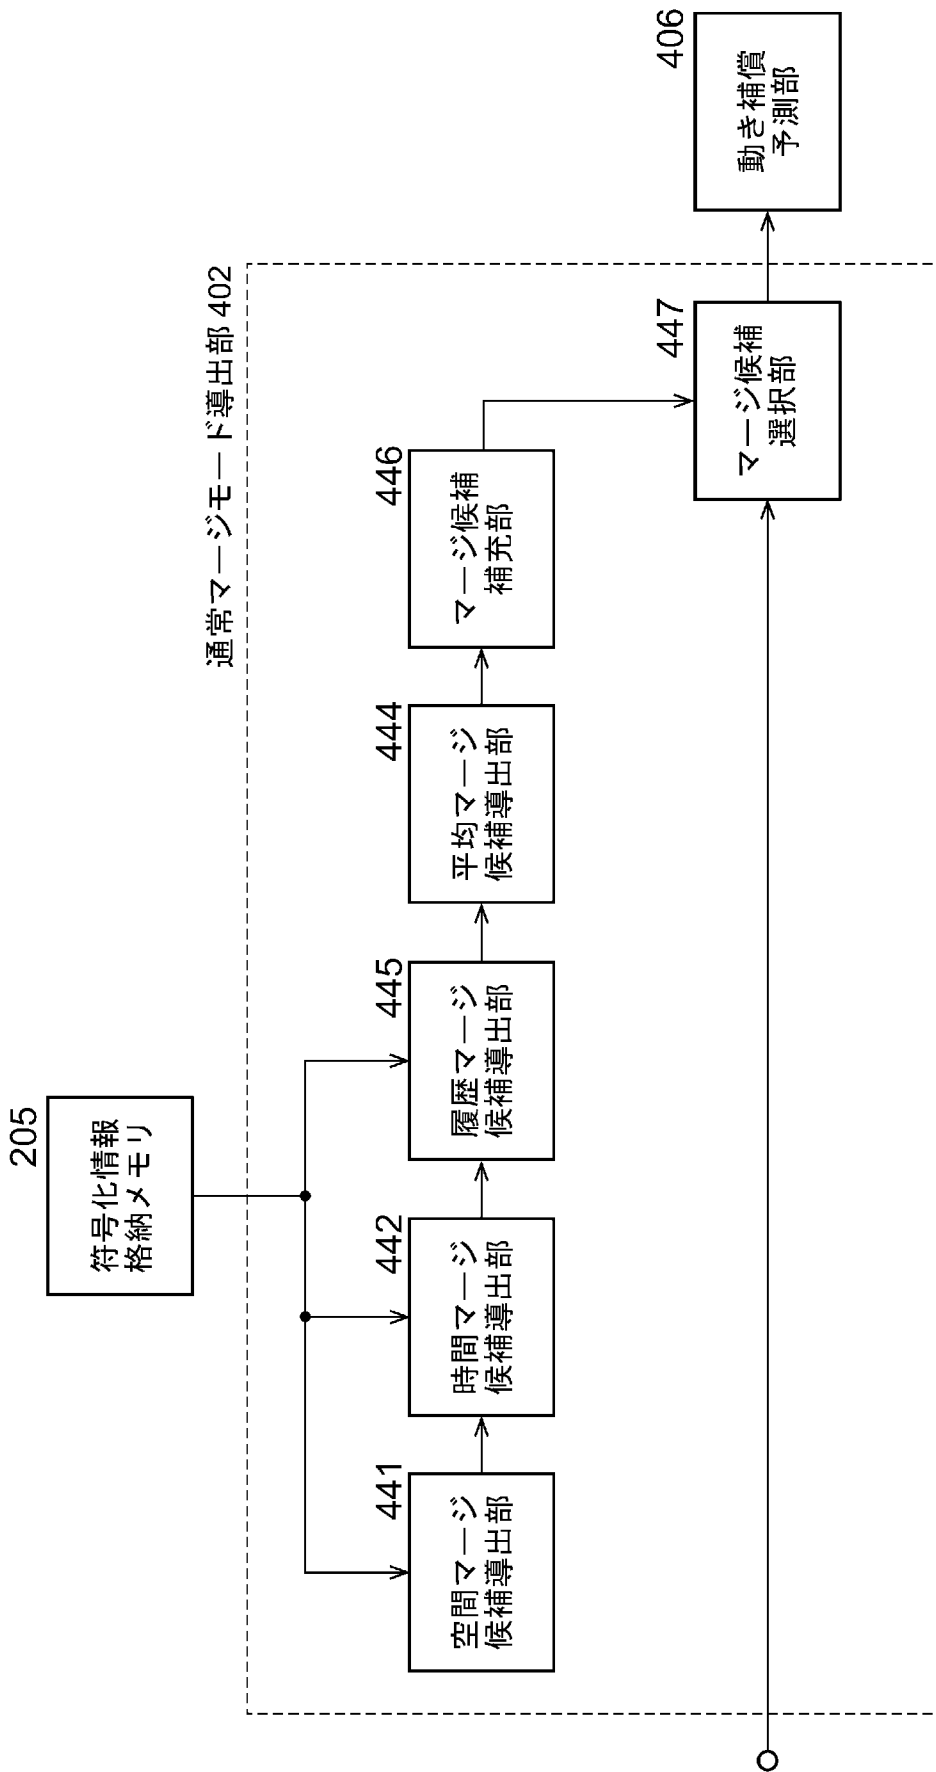 205
符号化情報
格納メモリ
通常マージモード導出部 402
441
空間マージ
候補導出部
442
時間マージ
候補導出部
445
履歴マージ
候補導出部
444
平均マージ
候補導出部
446
マージ候補
補充部
447
マージ候補
選択部
406
動き補償
予測部